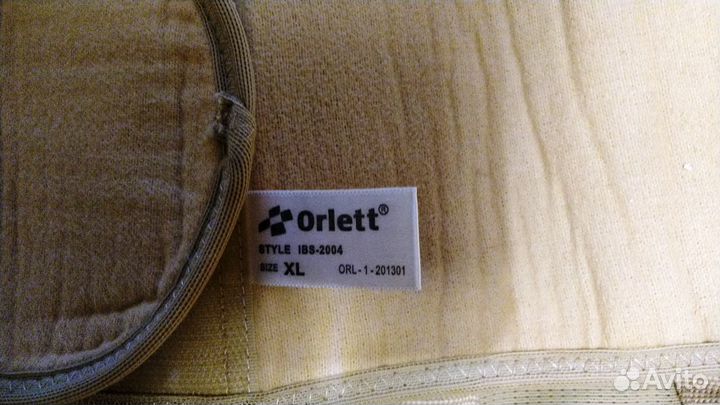 Orlett®
STYLE IBS-2004
SIZE XL ORL-1-201301
Avito